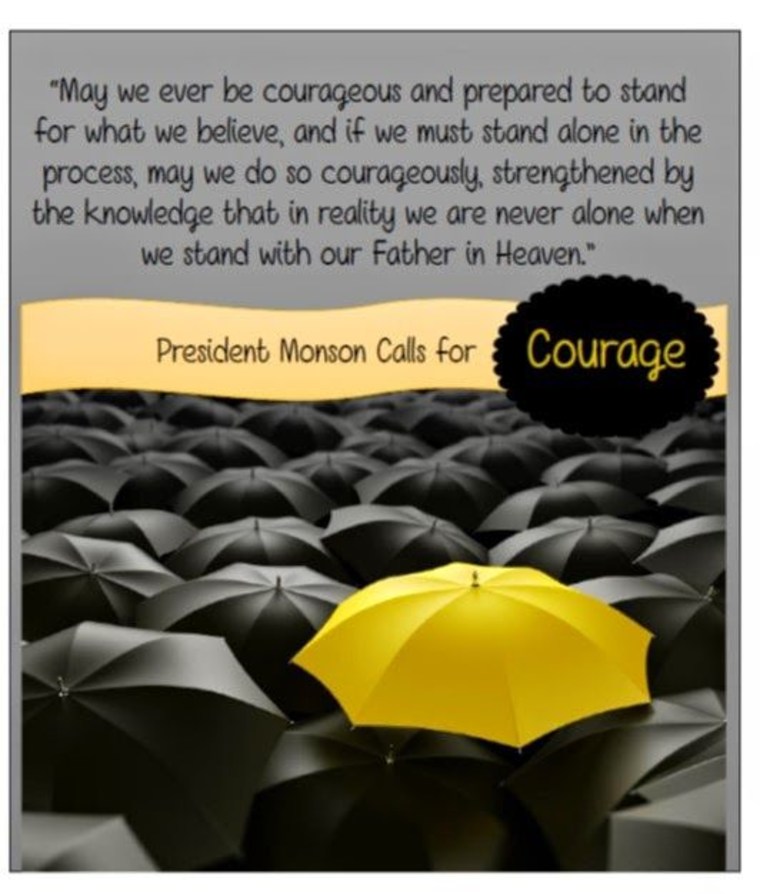 “May we ever be courageous and prepared to stand
for what we believe, and if we must stand alone in the
process, may we do so courageously, strengthened by
the knowledge that in reality we are never alone when
we stand with our Father in Heaven.”
President Monson Calls for Courage